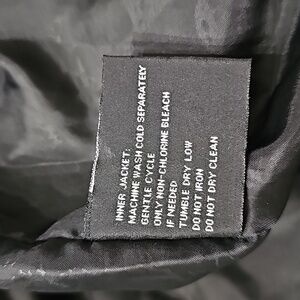 INNER JACKET:
MACHINE WASH COLD SEPARATELY
GENTLE CYCLE
ONLY NON-CHLORINE BLEACH
IF NEEDED
TUMBLE DRY LOW
DO NOT IRON
DO NOT DRY CLEAN